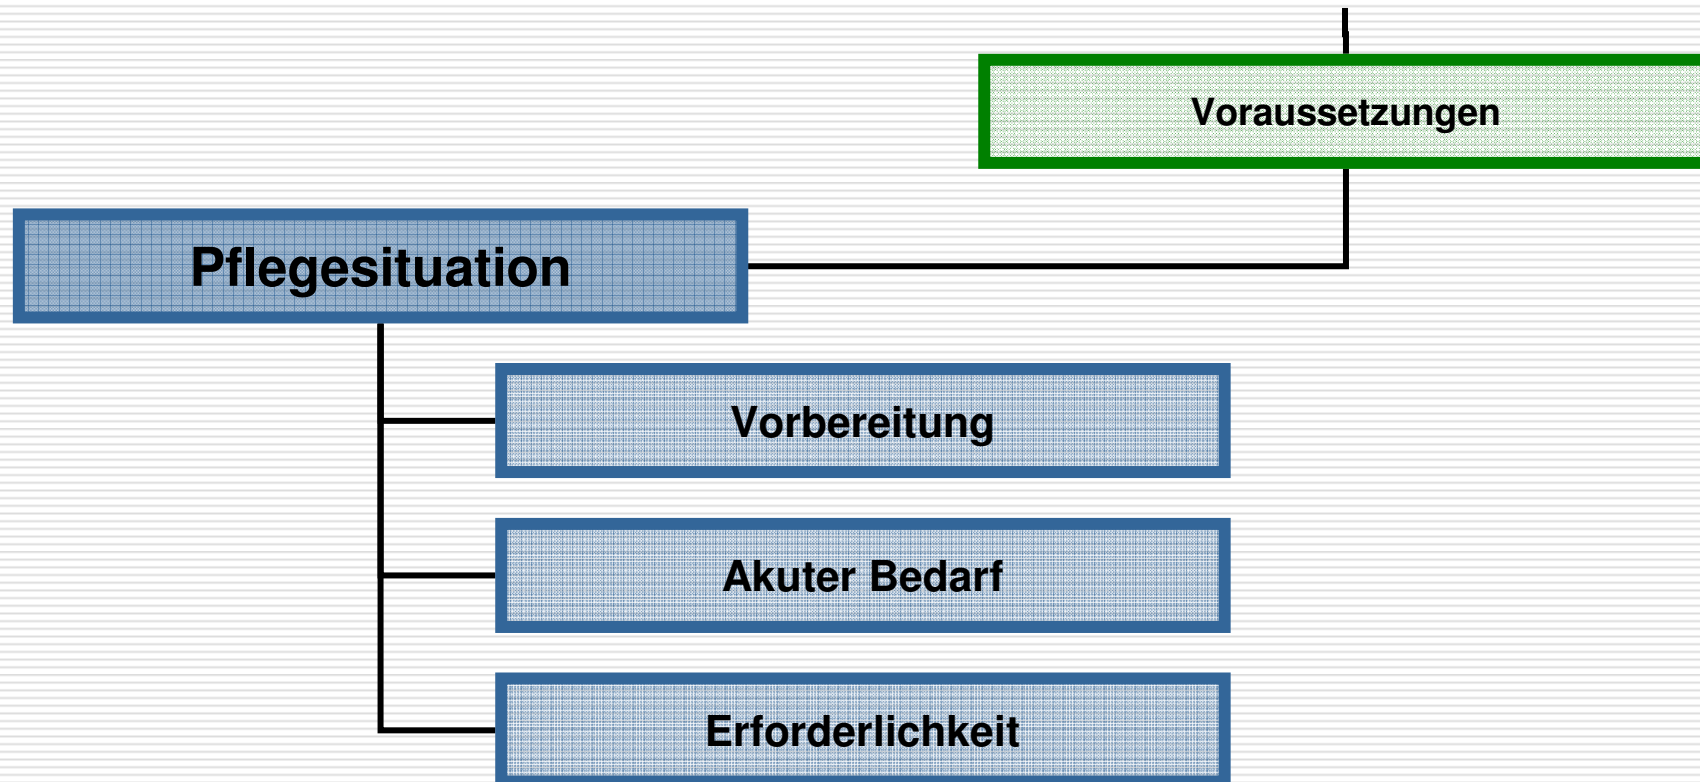 Voraussetzungen
Pflegesituation
Vorbereitung
Akuter Bedarf
Erforderlichkeit